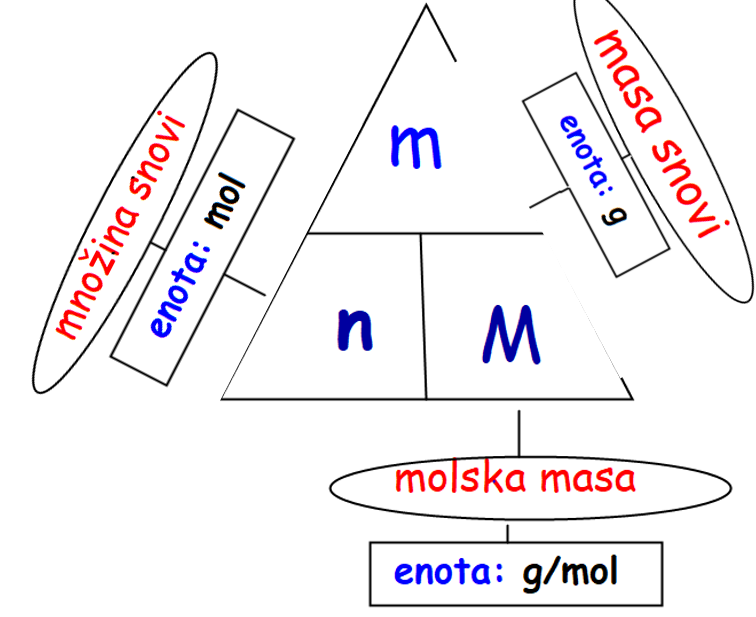 m
n
M
množina snovi
enota: mol
masa snovi
enota: g
molska masa
enota: g/mol